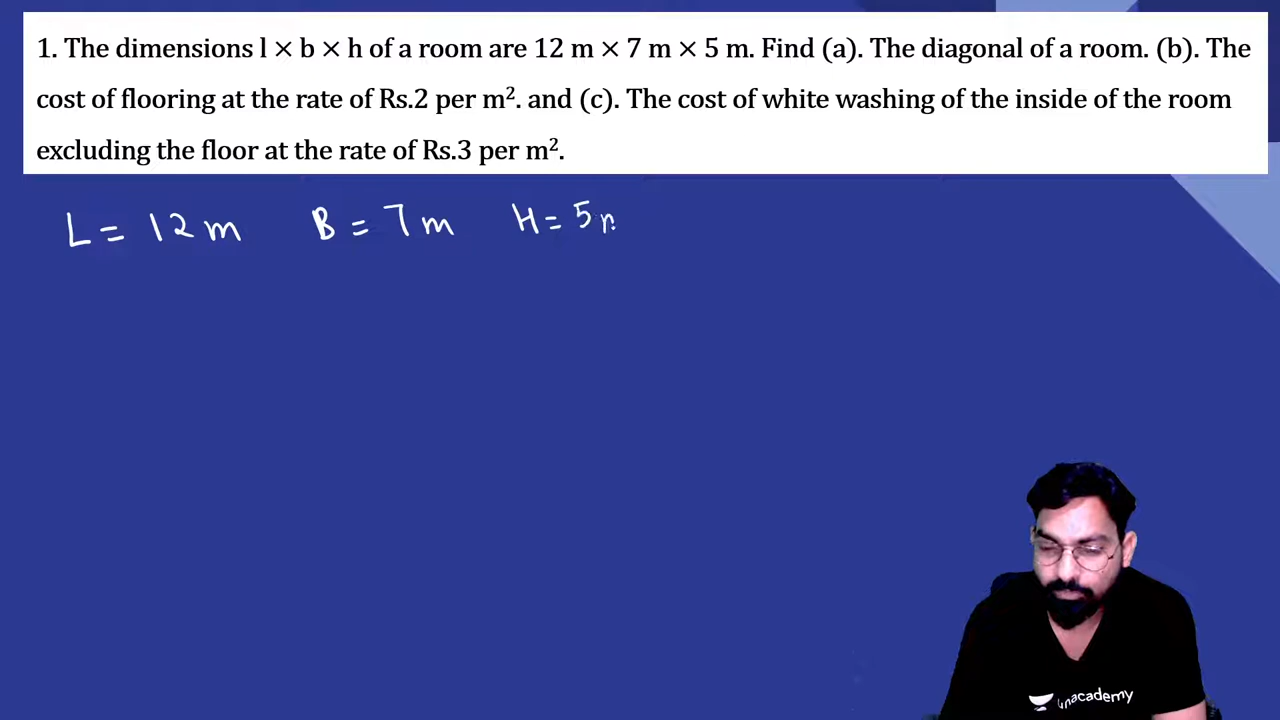 1. The dimensions l × b × h of a room are 12 m × 7 m × 5 m. Find (a). The diagonal of a room. (b). The
cost of flooring at the rate of Rs.2 per m². and (c). The cost of white washing of the inside of the room
excluding the floor at the rate of Rs.3 per m².
L = 12 m B = 7 m H = 5
unacademy